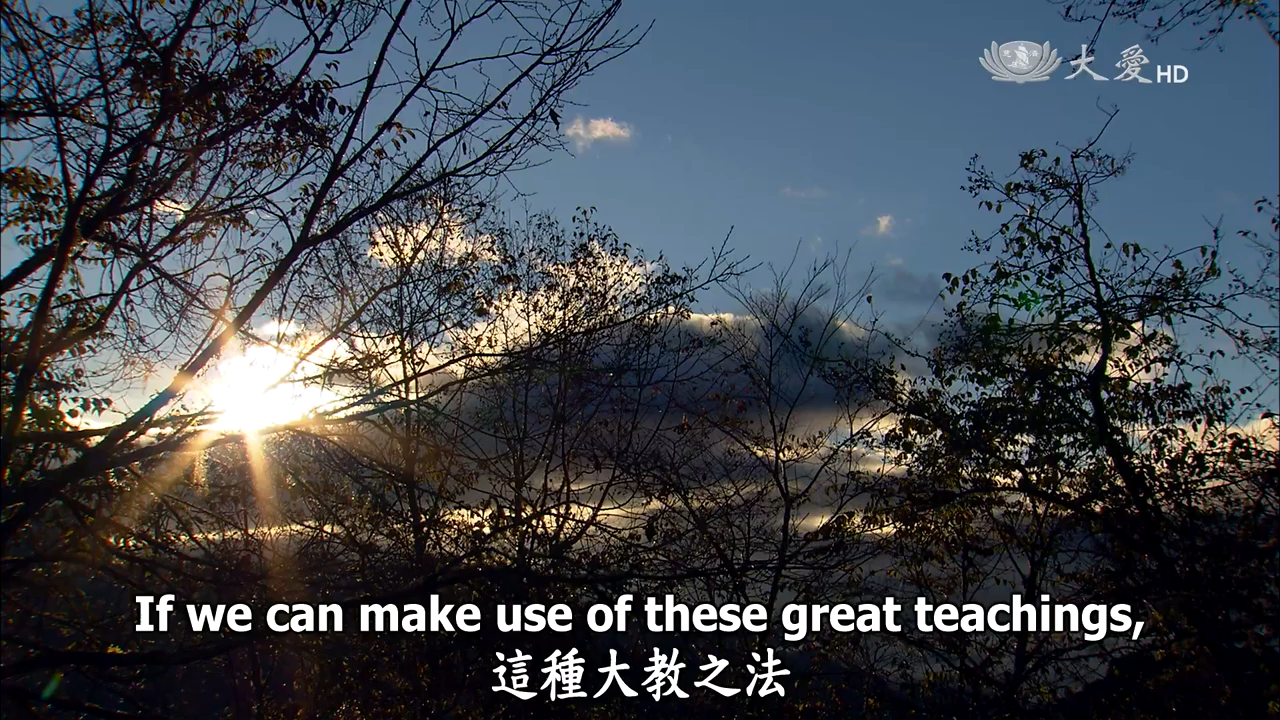 大愛HD
If we can make use of these great teachings,
這種大教之法